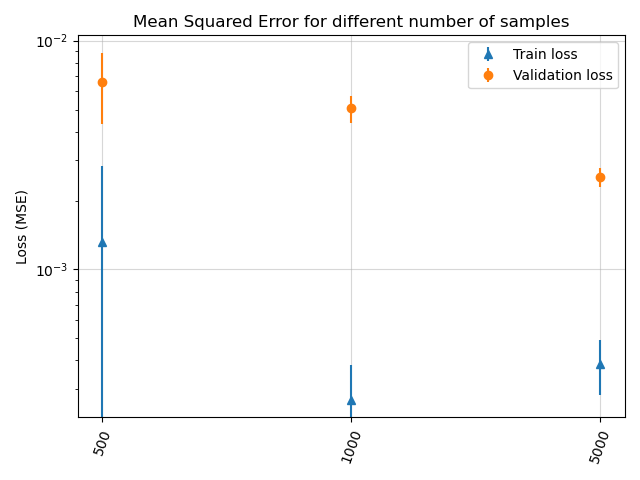 Mean Squared Error for different number of samples
Train loss
Validation loss
Loss (MSE)
10⁻²
10⁻³
500
1000
5000